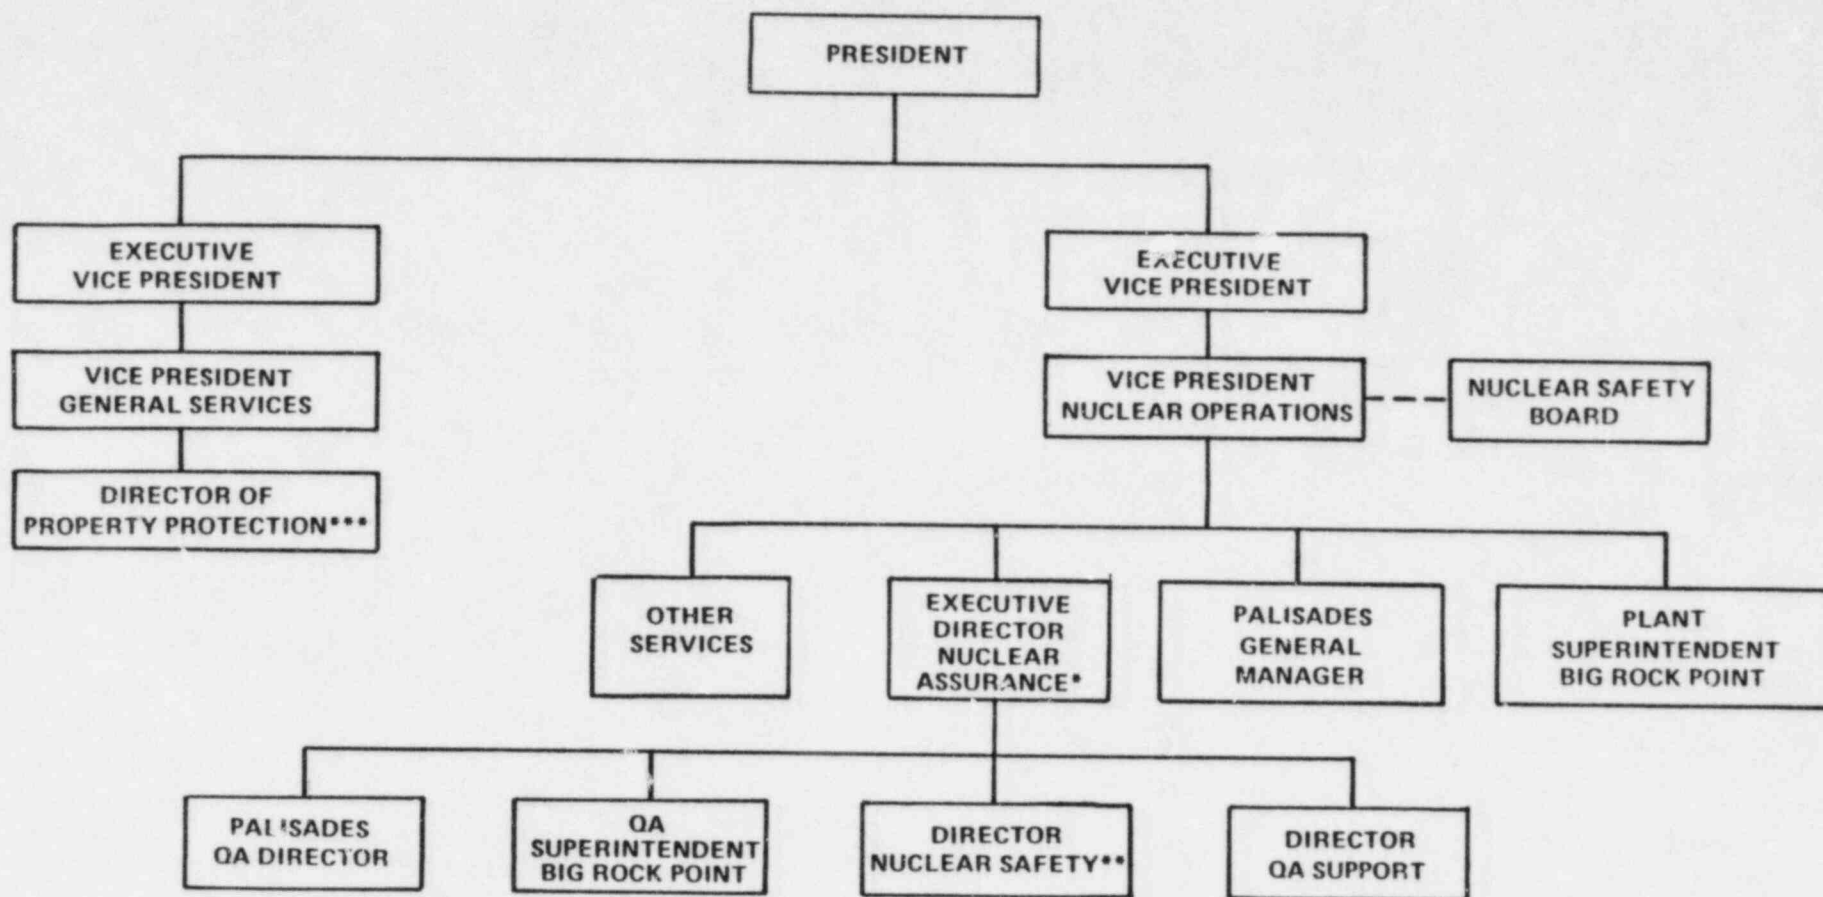 PRESIDENT
EXECUTIVE
VICE PRESIDENT
EXECUTIVE
VICE PRESIDENT
VICE PRESIDENT
GENERAL SERVICES
VICE PRESIDENT
NUCLEAR OPERATIONS
NUCLEAR SAFETY
BOARD
DIRECTOR OF
PROPERTY PROTECTION***
OTHER
SERVICES
EXECUTIVE
DIRECTOR
NUCLEAR
ASSURANCE*
PALISADES
GENERAL
MANAGER
PLANT
SUPERINTENDENT
BIG ROCK POINT
PALISADES
QA DIRECTOR
QA
SUPERINTENDENT
BIG ROCK POINT
DIRECTOR
NUCLEAR SAFETY**
DIRECTOR
QA SUPPORT